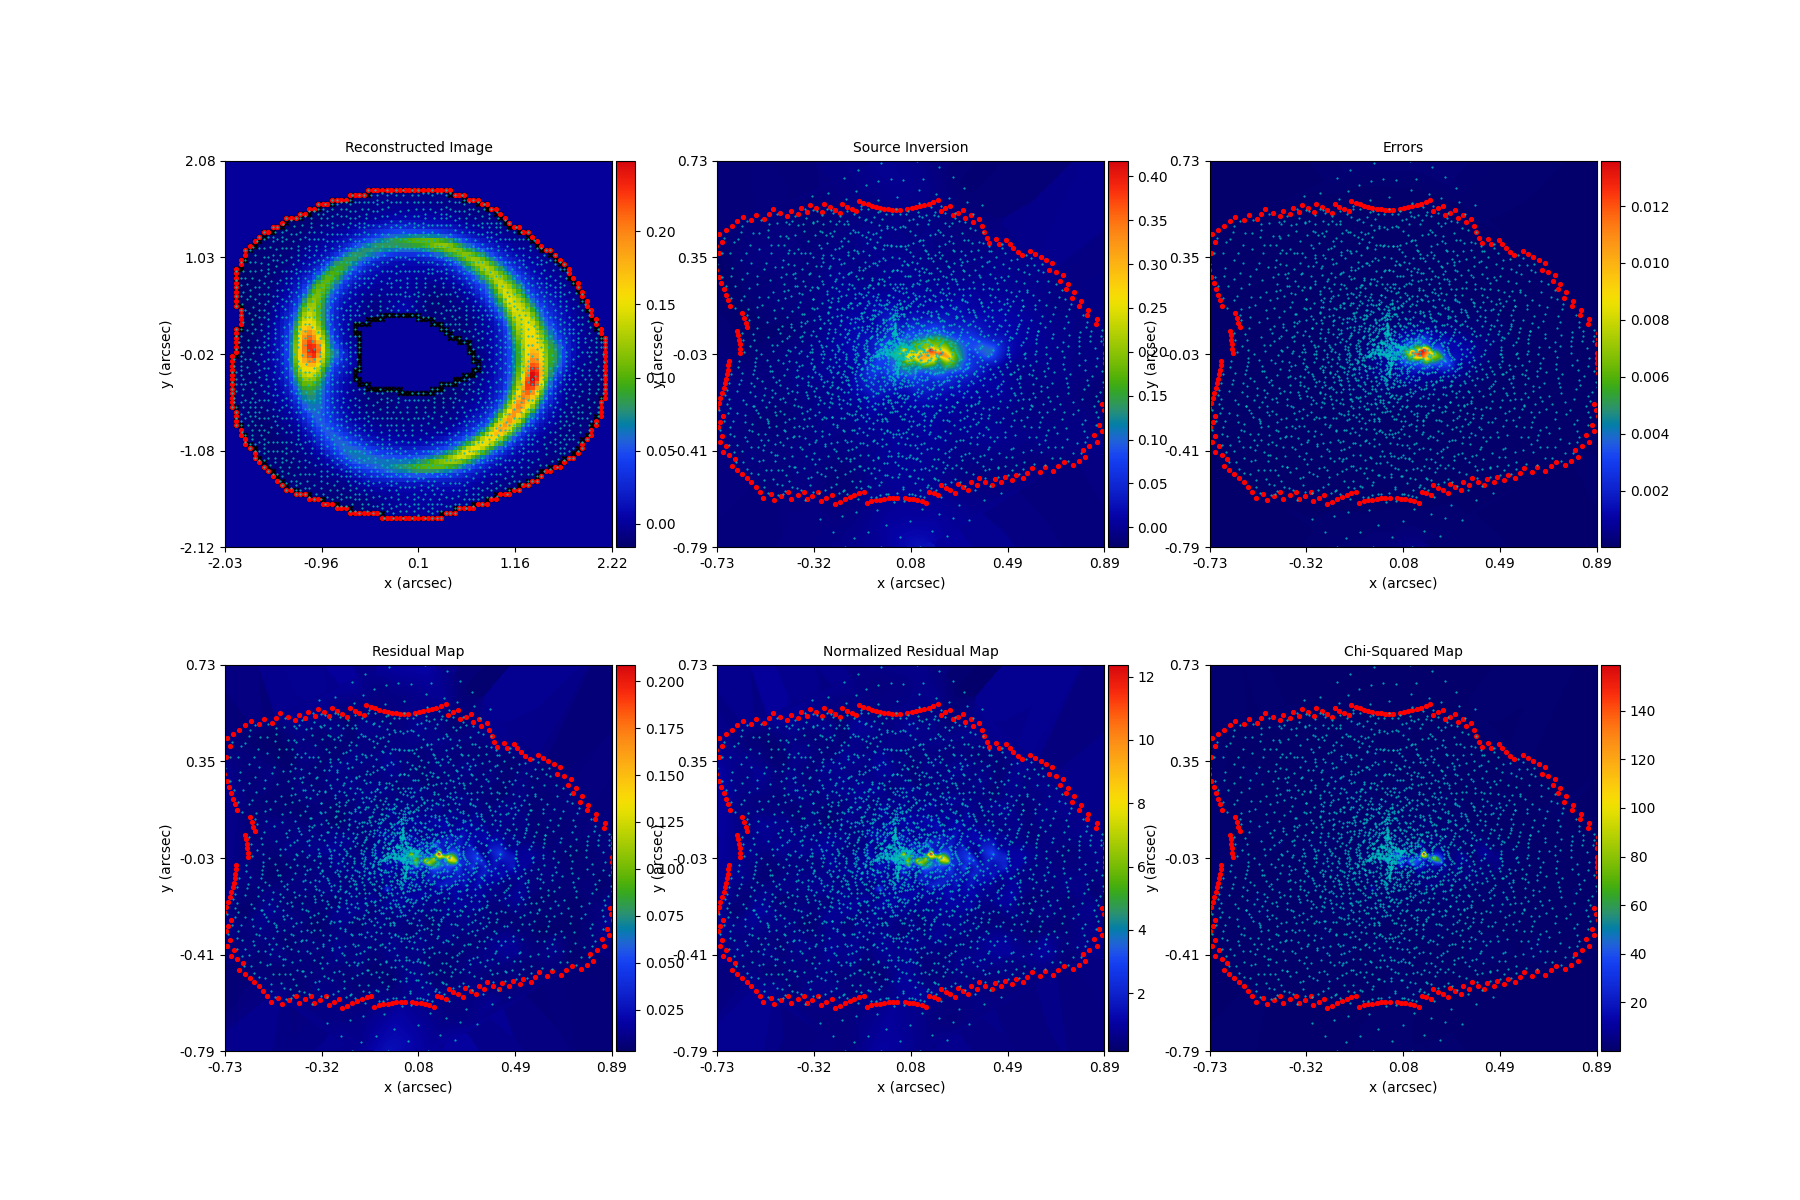 Reconstructed Image
2.08
1.03
-0.02
-1.08
-2.12
y (arcsec)
-2.03 -0.96 0.1 1.16 2.22
x (arcsec)
0.20
0.15
0.10
0.05
0.00
Source Inversion
0.73
0.35
-0.03
-0.41
-0.79
y (arcsec)
-0.73 -0.32 0.08 0.49 0.89
x (arcsec)
0.40
0.35
0.30
0.25
0.20
0.15
0.10
0.05
0.00
Errors
0.73
0.35
-0.03
-0.41
-0.79
y (arcsec)
-0.73 -0.32 0.08 0.49 0.89
x (arcsec)
0.012
0.010
0.008
0.006
0.004
0.002
Residual Map
0.73
0.35
-0.03
-0.41
-0.79
y (arcsec)
-0.73 -0.32 0.08 0.49 0.89
x (arcsec)
0.200
0.175
0.150
0.125
0.100
0.075
0.050
0.025
Normalized Residual Map
0.73
0.35
-0.03
-0.41
-0.79
y (arcsec)
-0.73 -0.32 0.08 0.49 0.89
x (arcsec)
12
10
8
6
4
2
Chi-Squared Map
0.73
0.35
-0.03
-0.41
-0.79
y (arcsec)
-0.73 -0.32 0.08 0.49 0.89
x (arcsec)
140
120
100
80
60
40
20